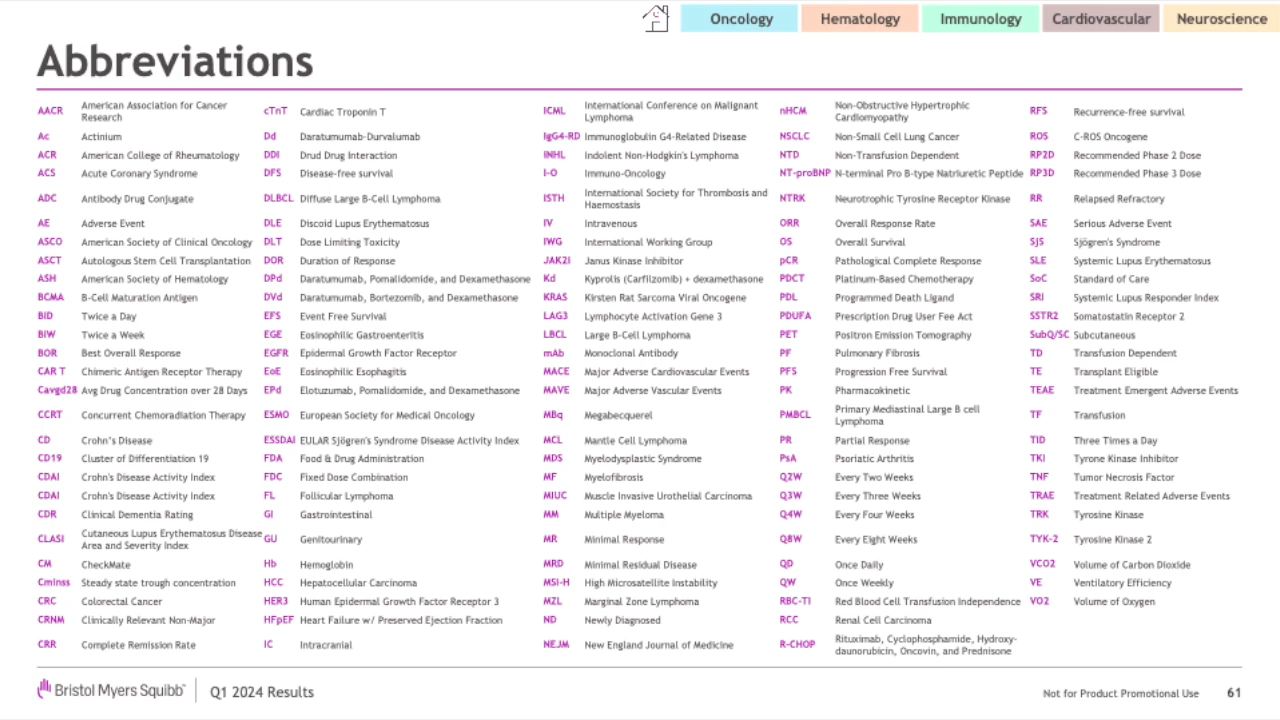 Oncology Hematology Immunology Cardiovascular Neuroscience
Abbreviations
AACR American Association for Cancer Research
Ac Actinium
ACR American College of Rheumatology
ACS Acute Coronary Syndrome
ADC Antibody Drug Conjugate
AE Adverse Event
ASCO American Society of Clinical Oncology
ASCT Autologous Stem Cell Transplantation
ASH American Society of Hematology
BCMA B-Cell Maturation Antigen
BID Twice a Day
BIW Twice a Week
BOR Best Overall Response
CAR T Chimeric Antigen Receptor Therapy
Cavgd28 Avg Drug Concentration over 28 Days
CCRT Concurrent Chemoradiation Therapy
CD Crohn's Disease
CD19 Cluster of Differentiation 19
CDAI Crohn's Disease Activity Index
CDAI Crohn's Disease Activity Index
CDR Clinical Dementia Rating
CLASI Cutaneous Lupus Erythematosus Disease Area and Severity Index
CM CheckMate
Cminss Steady state trough concentration
CRC Colorectal Cancer
CRNM Clinically Relevant Non-Major
CRR Complete Remission Rate
cTnT Cardiac Troponin T
Dd Daratumumab-Durvalumab
DDI Drud Drug Interaction
DFS Disease-free survival
DLBCL Diffuse Large B-Cell Lymphoma
DLE Discoid Lupus Erythematosus
DLT Dose Limiting Toxicity
DOR Duration of Response
DPd Daratumumab, Pomalidomide, and Dexamethasone
DVd Daratumumab, Bortezomib, and Dexamethasone
EFS Event Free Survival
EGE Eosinophilic Gastroenteritis
EGFR Epidermal Growth Factor Receptor
EoE Eosinophilic Esophagitis
EPd Elotuzumab, Pomalidomide, and Dexamethasone
ESMO European Society for Medical Oncology
ESSDAI EULAR Sjögren's Syndrome Disease Activity Index
FDA Food & Drug Administration
FDC Fixed Dose Combination
FL Follicular Lymphoma
GI Gastrointestinal
GU Genitourinary
Hb Hemoglobin
HCC Hepatocellular Carcinoma
HER3 Human Epidermal Growth Factor Receptor 3
HFpEF Heart Failure w/ Preserved Ejection Fraction
IC Intracranial
ICML International Conference on Malignant Lymphoma
IgG4-RD Immunoglobulin G4-Related Disease
INHL Indolent Non-Hodgkin's Lymphoma
I-O Immuno-Oncology
ISTH International Society for Thrombosis and Haemostasis
IV Intravenous
IWG International Working Group
JAK2i Janus Kinase Inhibitor
Kd Kyprolis (Carfilzomib) + dexamethasone
KRAS Kirsten Rat Sarcoma Viral Oncogene
LAG3 Lymphocyte Activation Gene 3
LBCL Large B-Cell Lymphoma
mAb Monoclonal Antibody
MACE Major Adverse Cardiovascular Events
MAVE Major Adverse Vascular Events
MBq Megabecquerel
MCL Mantle Cell Lymphoma
MDS Myelodysplastic Syndrome
MF Myelofibrosis
MIUC Muscle Invasive Urothelial Carcinoma
MM Multiple Myeloma
MR Minimal Response
MRD Minimal Residual Disease
MSI-H High Microsatellite Instability
MZL Marginal Zone Lymphoma
ND Newly Diagnosed
NEJM New England Journal of Medicine
nHCM Non-Obstructive Hypertrophic Cardiomyopathy
NSCLC Non-Small Cell Lung Cancer
NTD Non-Transfusion Dependent
NT-proBNP N-terminal Pro B-type Natriuretic Peptide
NTRK Neurotrophic Tyrosine Receptor Kinase
ORR Overall Response Rate
OS Overall Survival
pCR Pathological Complete Response
PDCT Platinum-Based Chemotherapy
PDL Programmed Death Ligand
PDUFA Prescription Drug User Fee Act
PET Positron Emission Tomography
PF Pulmonary Fibrosis
PFS Progression Free Survival
PK Pharmacokinetic
PMBCL Primary Mediastinal Large B cell Lymphoma
PR Partial Response
PsA Psoriatic Arthritis
Q2W Every Two Weeks
Q3W Every Three Weeks
Q4W Every Four Weeks
Q8W Every Eight Weeks
QD Once Daily
QW Once Weekly
RBC-TI Red Blood Cell Transfusion Independence
RCC Renal Cell Carcinoma
R-CHOP Rituximab, Cyclophosphamide, Hydroxy-daunorubicin, Oncovin, and Prednisone
RFS Recurrence-free survival
ROS C-ROS Oncogene
RP2D Recommended Phase 2 Dose
RP3D Recommended Phase 3 Dose
RR Relapsed Refractory
SAE Serious Adverse Event
SJS Sjögren's Syndrome
SLE Systemic Lupus Erythematosus
SoC Standard of Care
SRI Systemic Lupus Responder Index
SSTR2 Somatostatin Receptor 2
SubQ/SC Subcutaneous
TD Transfusion Dependent
TE Transplant Eligible
TEAE Treatment Emergent Adverse Events
TF Transfusion
TID Three Times a Day
TKI Tyrone Kinase Inhibitor
TNF Tumor Necrosis Factor
TRAE Treatment Related Adverse Events
TRK Tyrosine Kinase
TYK-2 Tyrosine Kinase 2
VCO2 Volume of Carbon Dioxide
VE Ventilatory Efficiency
VO2 Volume of Oxygen
Bristol Myers Squibb™ Q1 2024 Results Not for Product Promotional Use 61